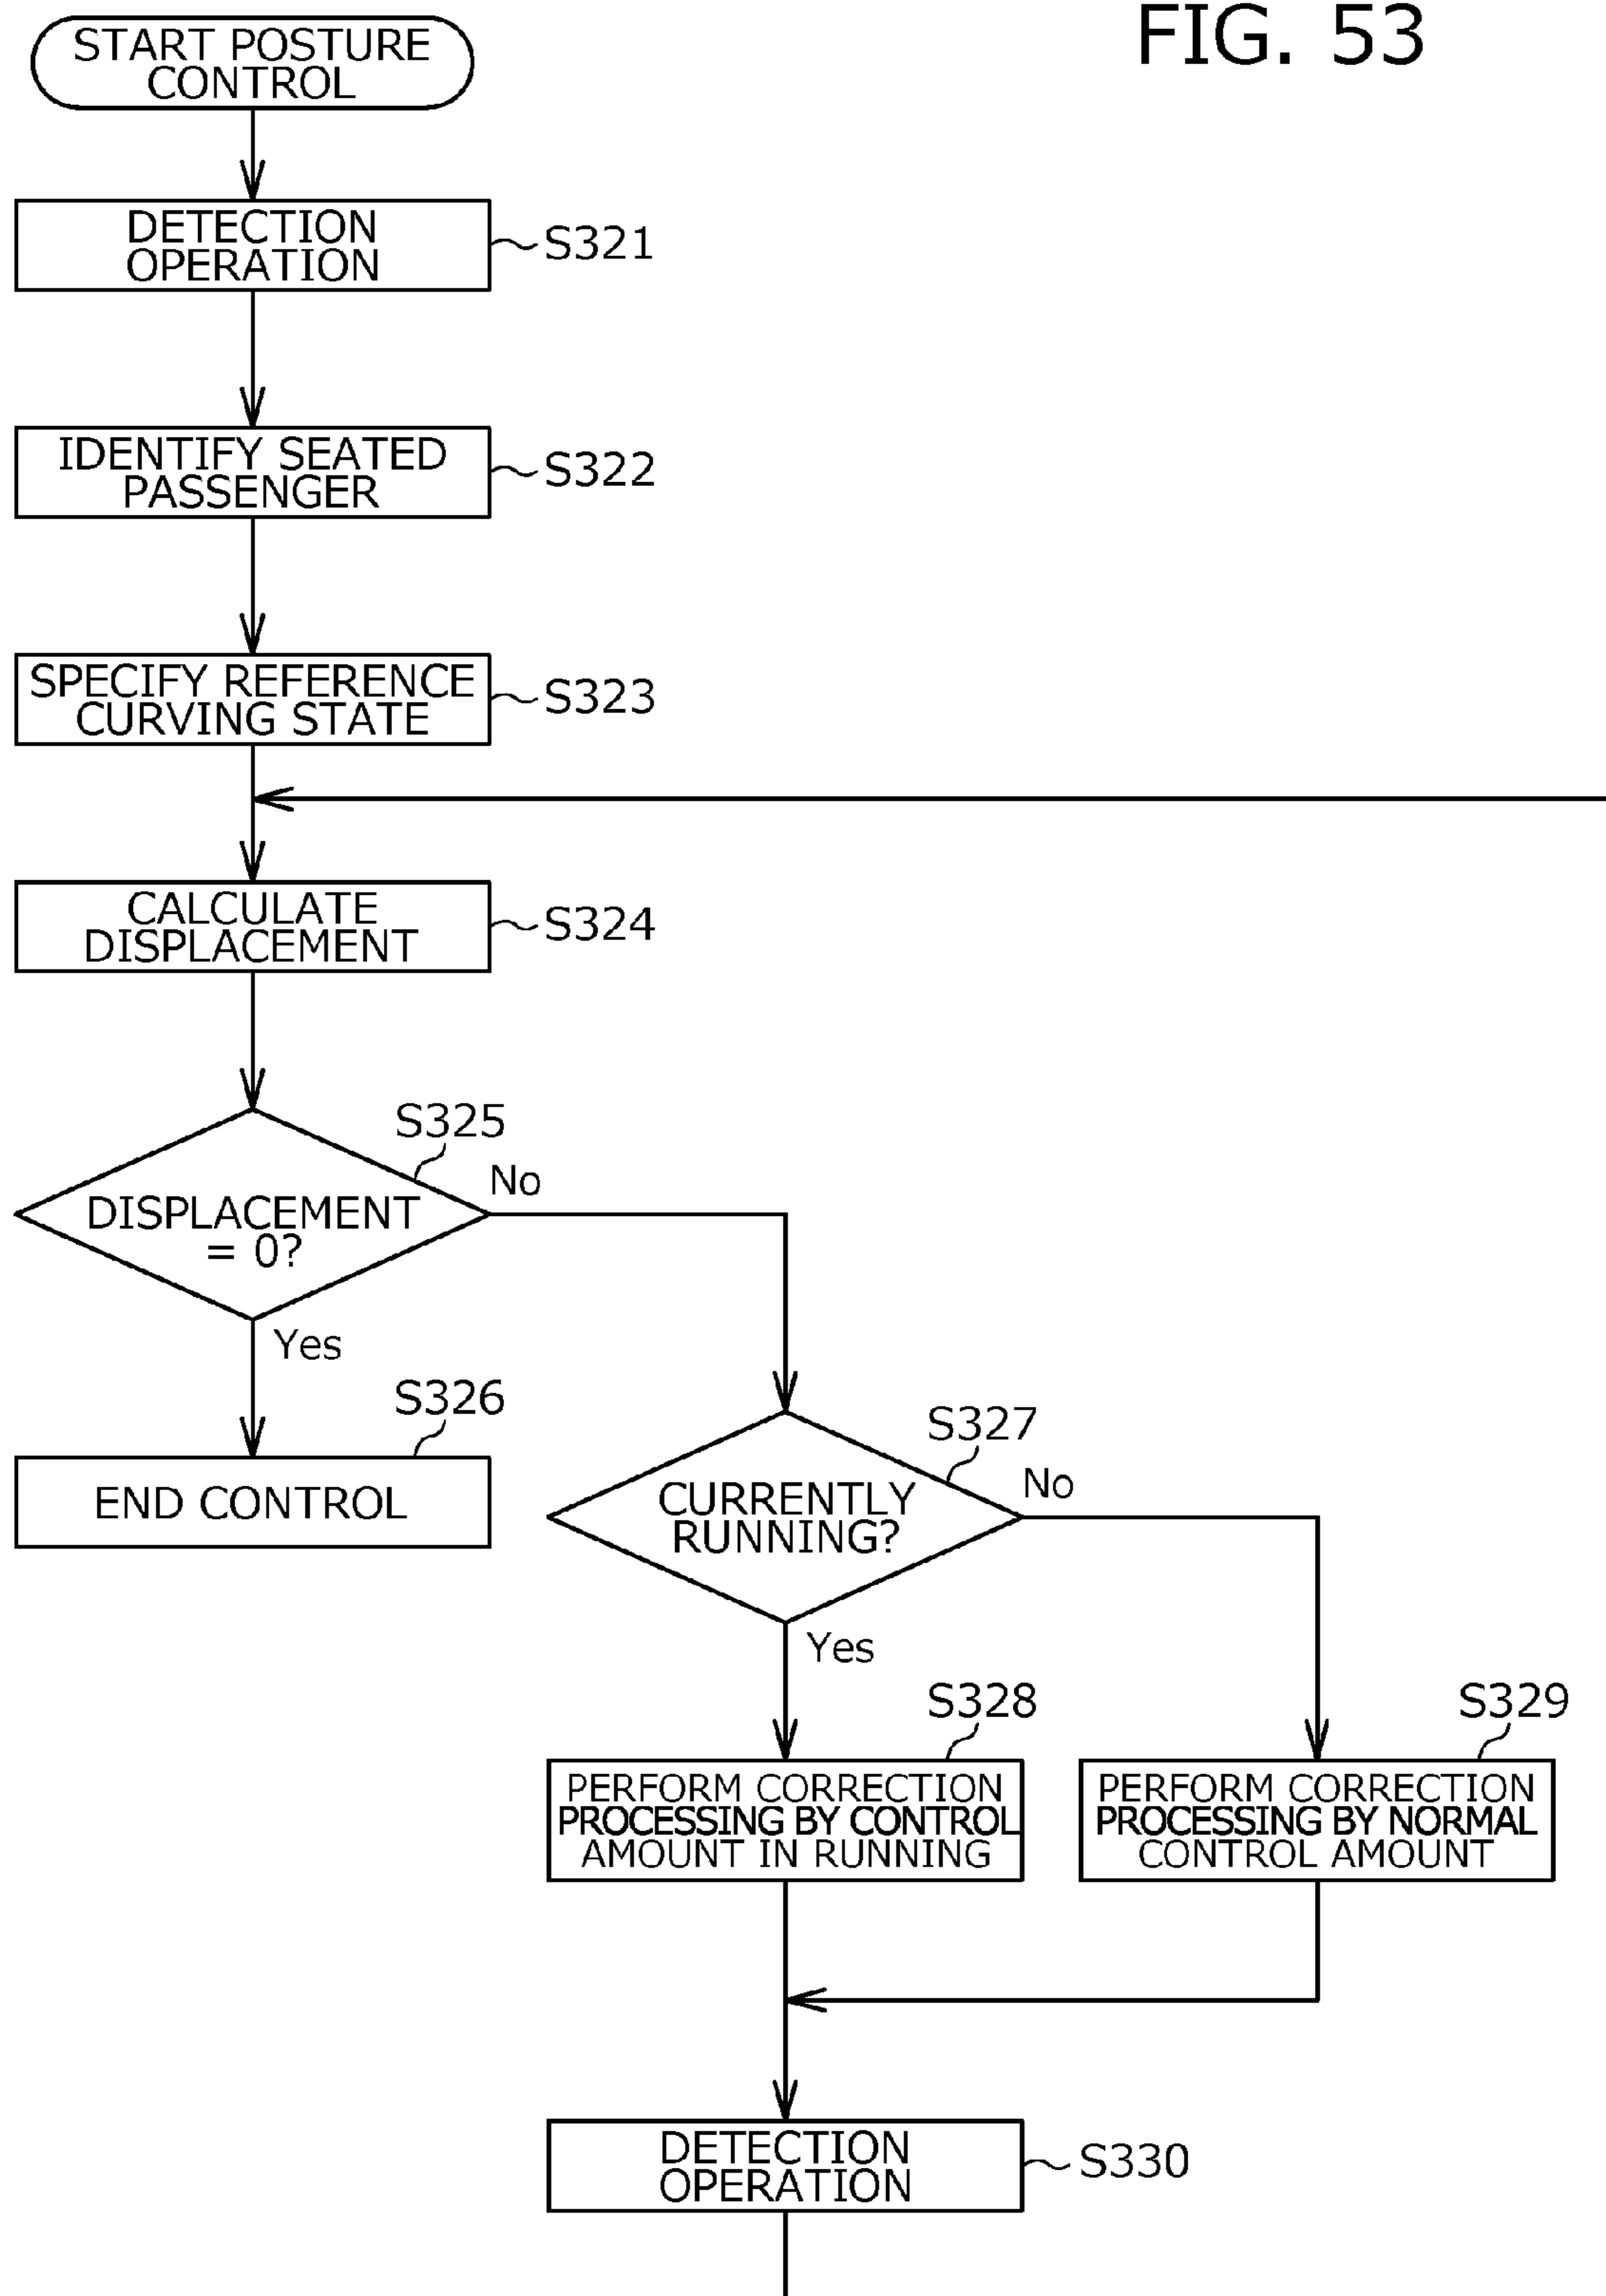 FIG. 53
START POSTURE
CONTROL
DETECTION
OPERATION
S321
IDENTIFY SEATED
PASSENGER
S322
SPECIFY REFERENCE
CURVING STATE
S323
CALCULATE
DISPLACEMENT
S324
S325
DISPLACEMENT
= 0?
No
Yes
S326
END CONTROL
S327
CURRENTLY
RUNNING?
No
Yes
S328
PERFORM CORRECTION
PROCESSING BY CONTROL
AMOUNT IN RUNNING
S329
PERFORM CORRECTION
PROCESSING BY NORMAL
CONTROL AMOUNT
DETECTION
OPERATION
S330